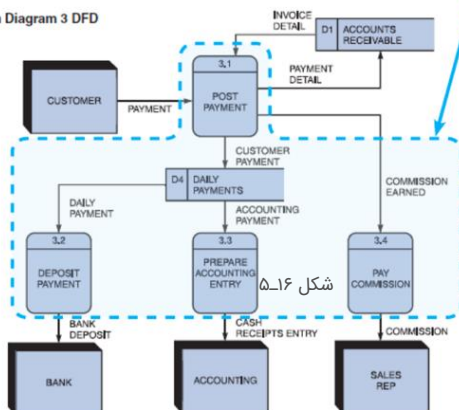 Diagram 3 DFD
INVOICE
DETAIL
D1
ACCOUNTS
RECEIVABLE
3.1
POST
PAYMENT
CUSTOMER
PAYMENT
PAYMENT
DETAIL
CUSTOMER
PAYMENT
D4
DAILY
PAYMENTS
COMMISSION
EARNED
DAILY
PAYMENT
ACCOUNTING
PAYMENT
3.2
DEPOSIT
PAYMENT
3.3
PREPARE
ACCOUNTING
ENTRY
شکل ۱۶_۵
3.4
PAY
COMMISSION
BANK
DEPOSIT
CASH
RECEIPTS ENTRY
COMMISSION
BANK
ACCOUNTING
SALES
REP